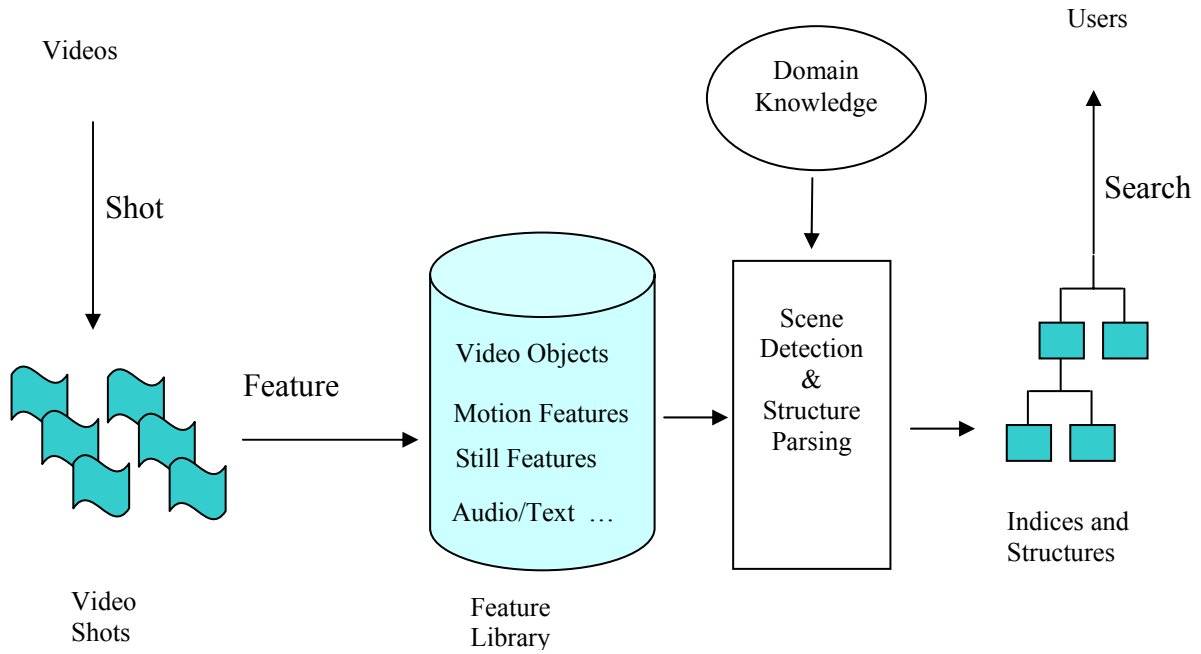 Videos
Shot
Video
Shots
Feature
Video Objects
Motion Features
Still Features
Audio/Text …
Feature
Library
Domain
Knowledge
Scene
Detection
&
Structure
Parsing
Users
Search
Indices and
Structures